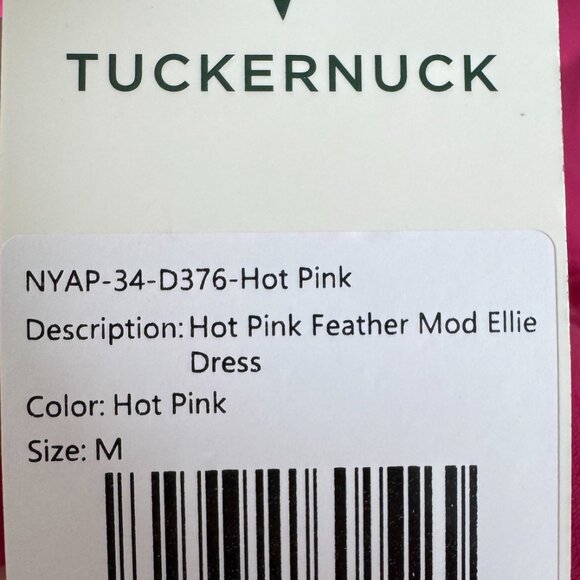 TUCKERNUCK
NYAP-34-D376-Hot Pink
Description: Hot Pink Feather Mod Ellie
Dress
Color: Hot Pink
Size: M